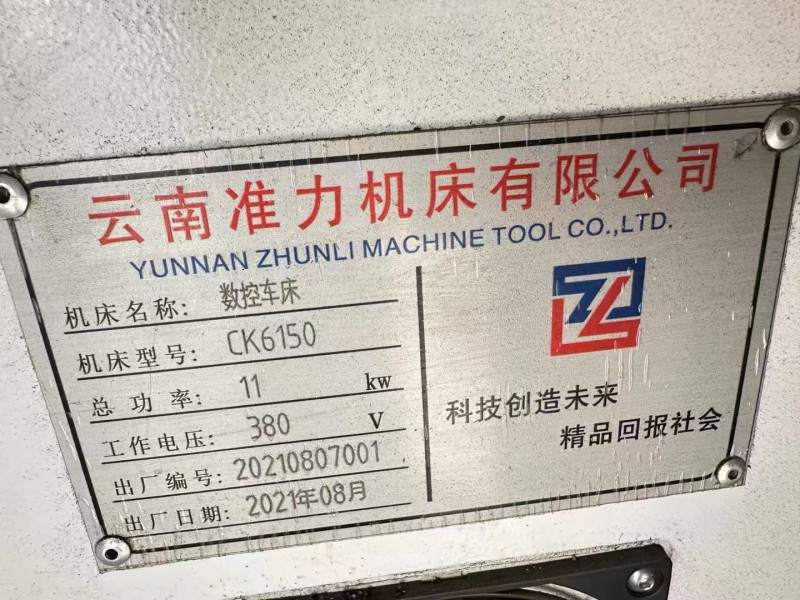 云南准力机床有限公司
YUNNAN ZHUNLI MACHINE TOOL CO.,LTD.
机床名称: 数控车床
机床型号: CK6150
总功率: 11 kw
工作电压: 380 V
出厂编号: 20210807001
出厂日期: 2021年08月
科技创造未来
精品回报社会